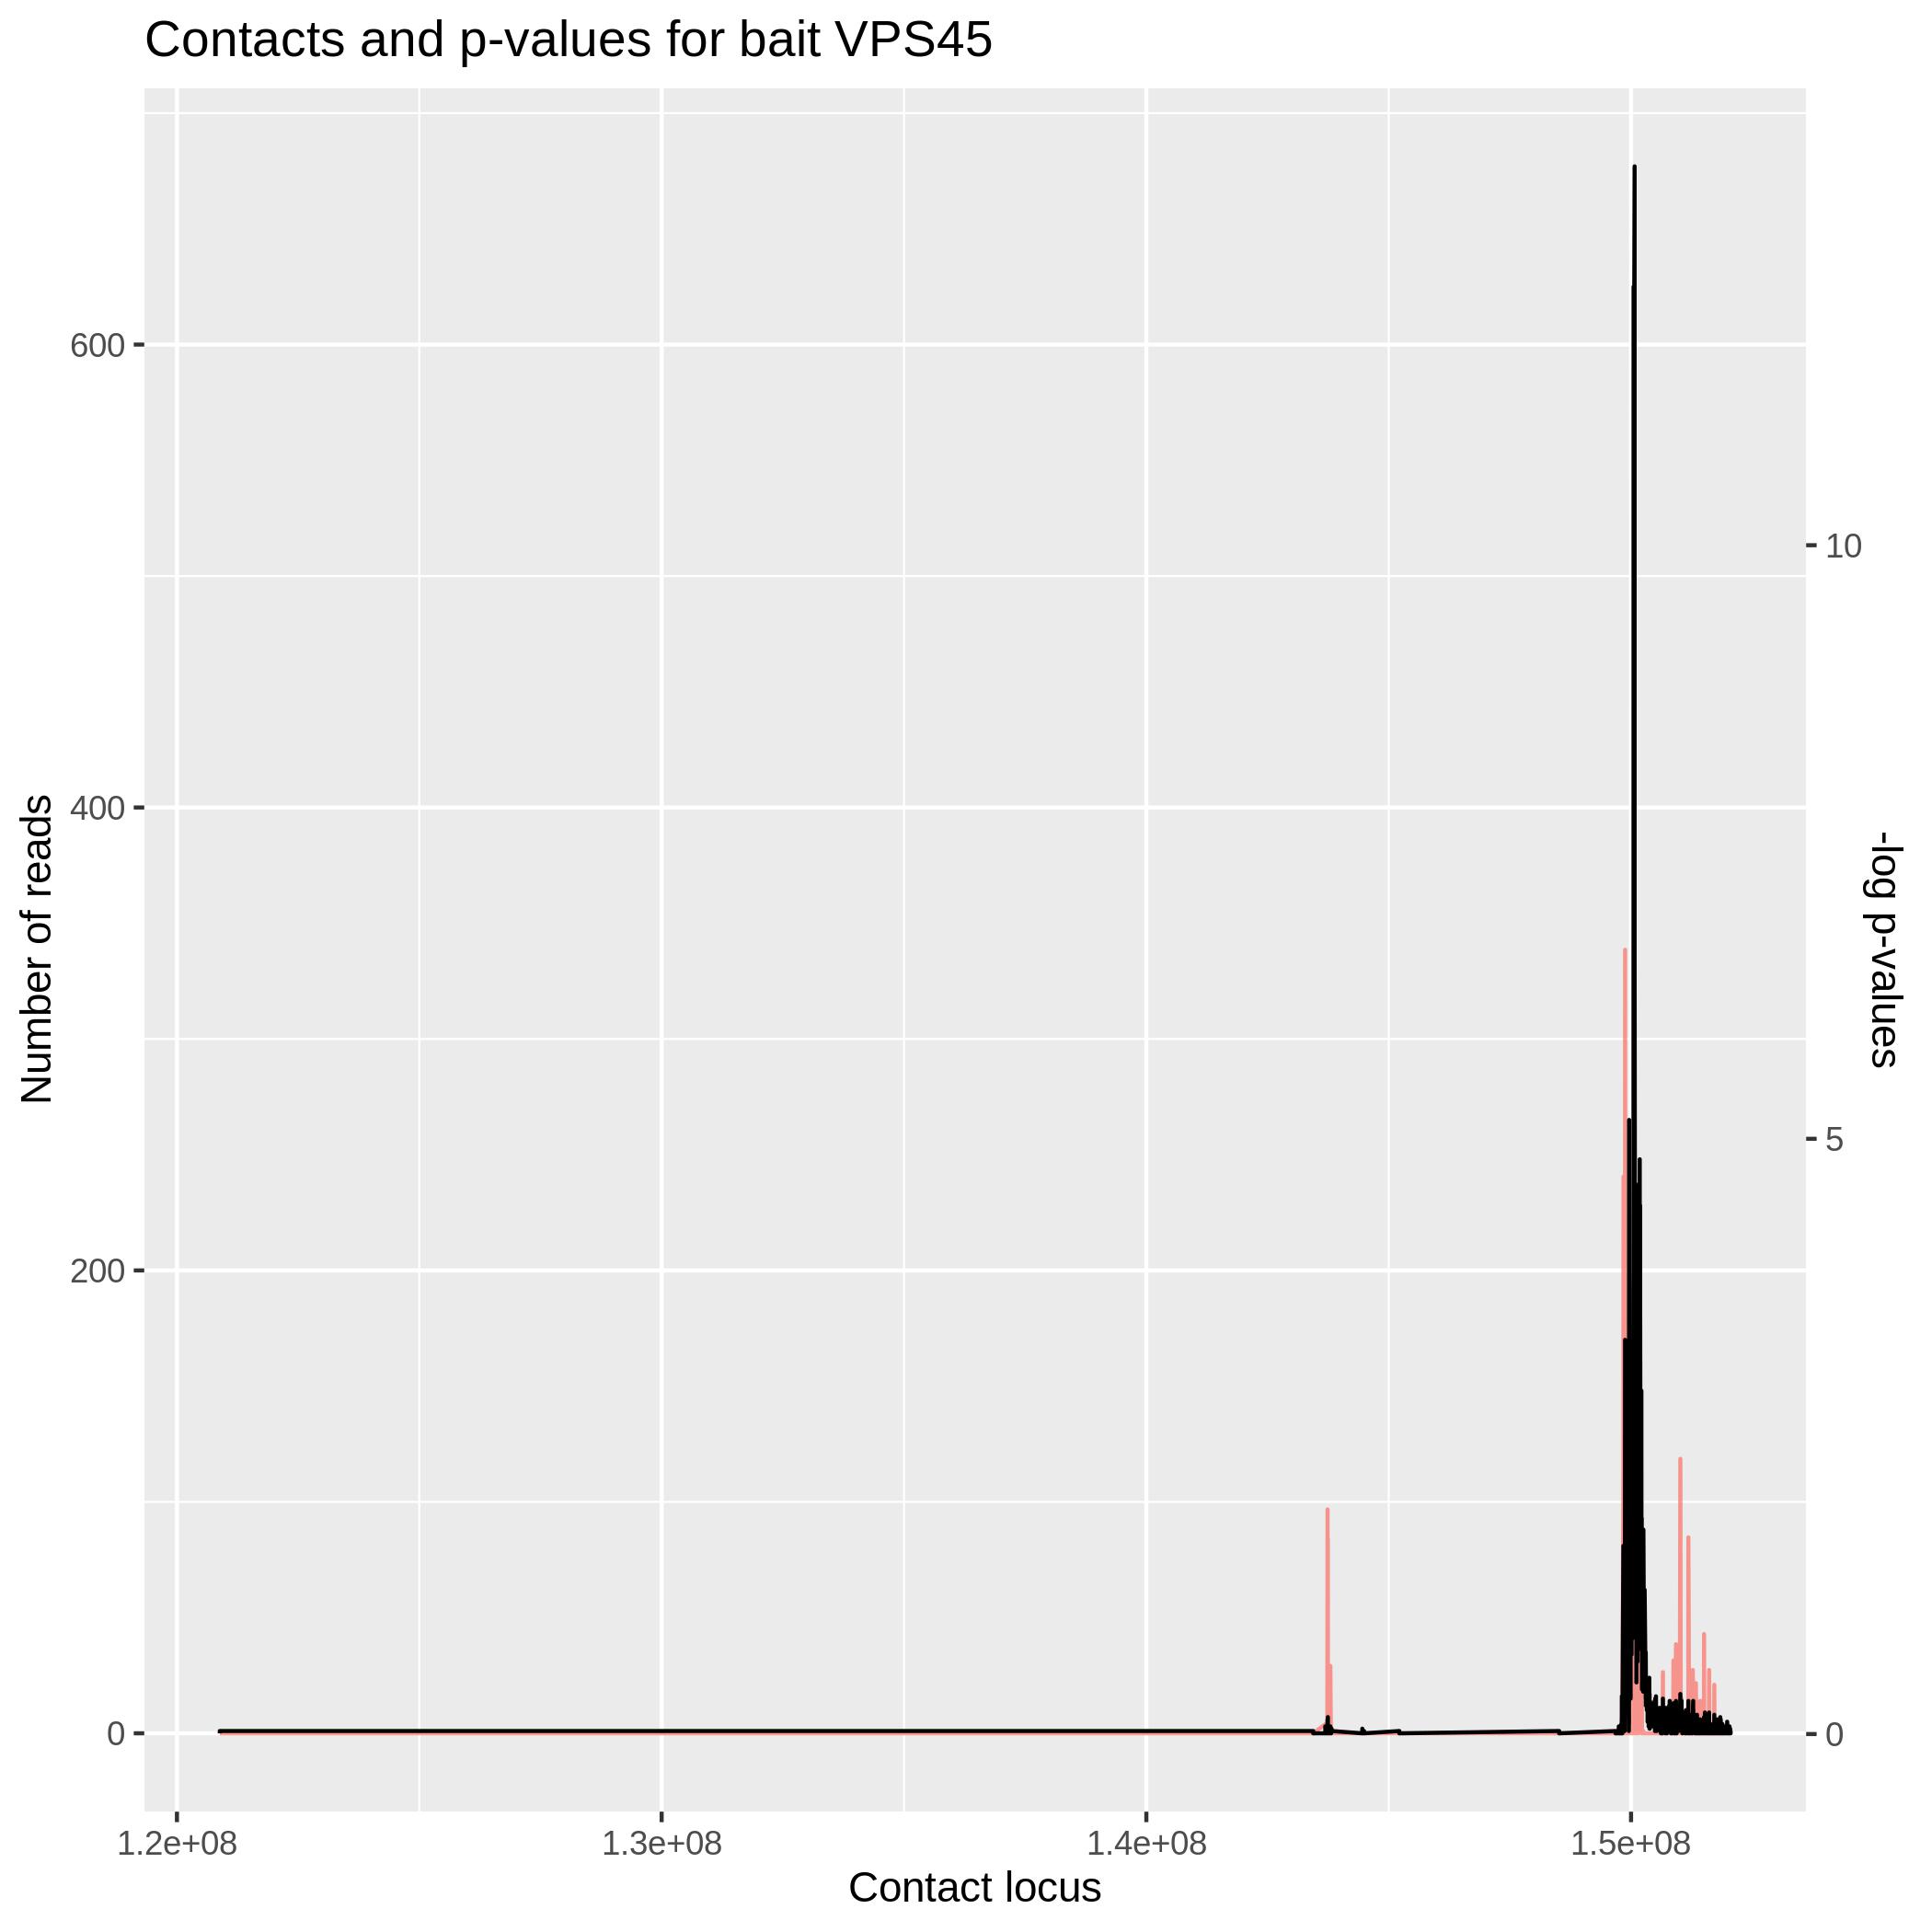 Contacts and p-values for bait VPS45
Number of reads
600
400
200
0
10
5
0
-log p-values
1.2e+08
1.3e+08
1.4e+08
1.5e+08
Contact locus